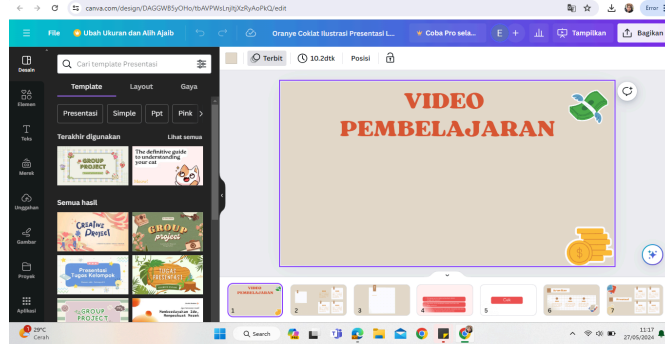 canva.com/design/DAGGWB5yOHo/tbAVPWsLnjltjXzRyAoPkQ/edit
Error
File
Ubah Ukuran dan Alih Ajaib
Oranye Coklat Ilustrasi Presentasi L...
Coba Pro sela...
E
+
Tampilkan
Bagikan
Desain
Elemen
Teks
Merek
Unggahan
Gambar
Proyek
Aplikasi
Cari template Presentasi
Template
Layout
Gaya
Presentasi
Simple
Ppt
Pink
Terakhir digunakan
Lihat semua
GROUP
PROJECT
The definitive guide
to understanding
your cat
Semua hasil
CREATIVE
PROJECT
GROUP
project
Presentasi
Tugas Kelompok
TUGAS
PRESENTASI
GROUP
PROJECT
Terbit
10.2dtk
Posisi
VIDEO
PEMBELAJARAN
VIDEO
PEMBELAJARAN
1
2
3
4
5
6
7
29°C
Cerah
Search
11:17
27/05/2024